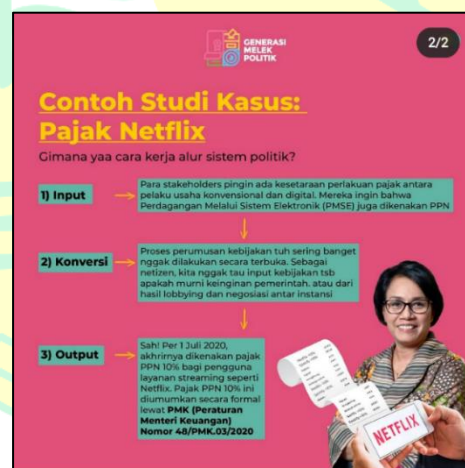 GENERASI
MELEK
POLITIK
2/2
Contoh Studi Kasus:
Pajak Netflix
Gimana yaa cara kerja alur sistem politik?
1) Input
Para stakeholders pingin ada kesetaraan perlakuan pajak antara
pelaku usaha konvensional dan digital. Mereka ingin bahwa
Perdagangan Melalui Sistem Elektronik (PMSE) juga dikenakan PPN
2) Konversi
Proses perumusan kebijakan tuh sering banget
nggak dilakukan secara terbuka. Sebagai
netizen, kita nggak tau input kebijakan tsb
apakah murni keinginan pemerintah. atau dari
hasil lobbying dan negosiasi antar instansi
3) Output
Sah! Per 1 Juli 2020,
akhirnya dikenakan pajak
PPN 10% bagi pengguna
layanan streaming seperti
Netflix. Pajak PPN 10% ini
diumumkan secara formal
lewat PMK (Peraturan
Menteri Keuangan)
Nomor 48/PMK.03/2020
NETFLIX